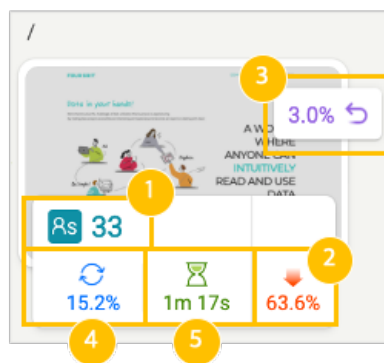 /
3
3.0%
Data in your hands!
A WO
WHERE
ANYONE CAN
INTUITIVELY
READ AND USE
DATA
1
Rs 33
2
15.2%
1m 17s
63.6%
4
5